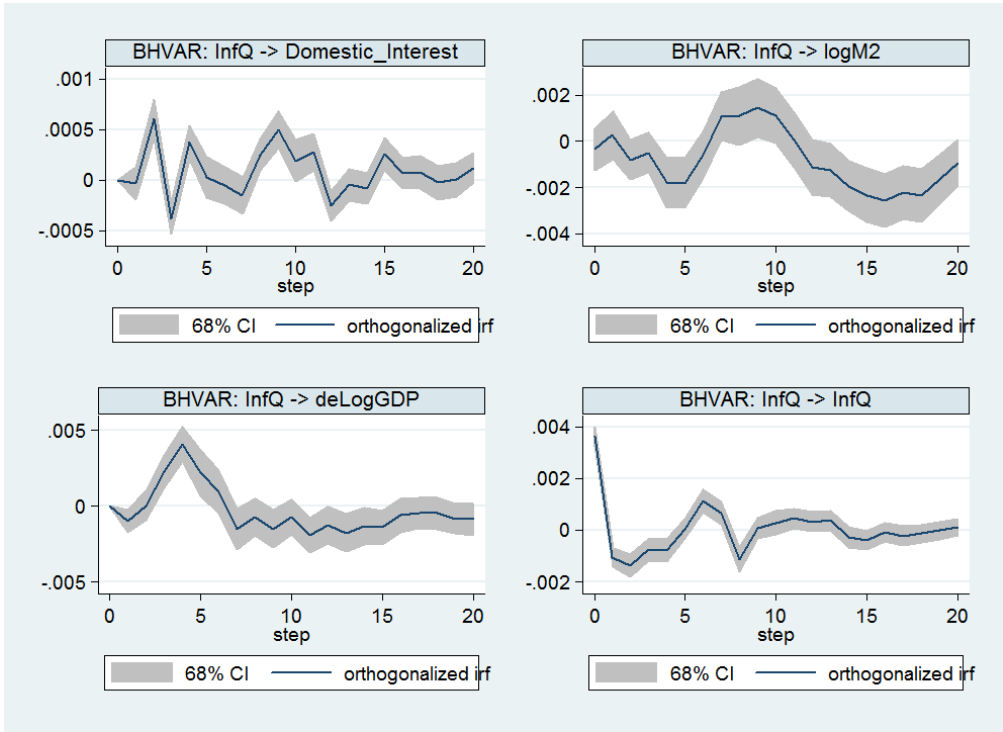 BHVAR: InfQ -> Domestic_Interest
.001
.0005
0
-.0005
0 5 10 15 20
step
68% CI orthogonalized irf
BHVAR: InfQ -> logM2
.002
0
-.002
-.004
0 5 10 15 20
step
68% CI orthogonalized irf
BHVAR: InfQ -> deLogGDP
.005
0
-.005
0 5 10 15 20
step
68% CI orthogonalized irf
BHVAR: InfQ -> InfQ
.004
.002
0
-.002
0 5 10 15 20
step
68% CI orthogonalized irf